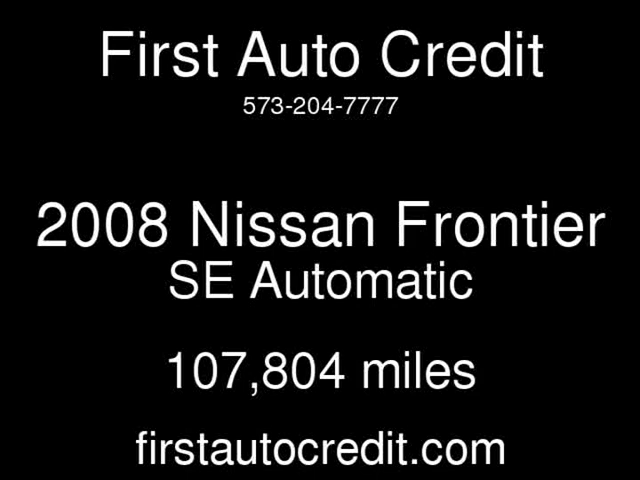 First Auto Credit
573-204-7777
2008 Nissan Frontier
SE Automatic
107,804 miles
firstautocredit.com